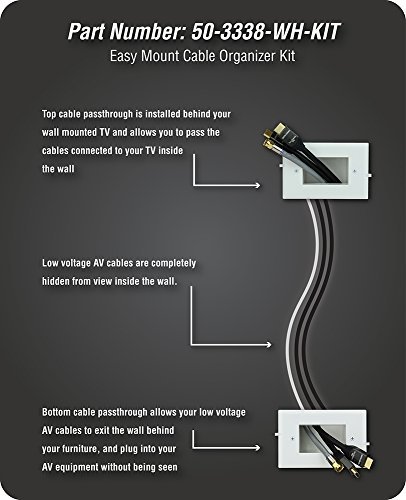 Part Number: 50-3338-WH-KIT
Easy Mount Cable Organizer Kit
Top cable passthrough is installed behind your
wall mounted TV and allows you to pass the
cables connected to your TV inside
the wall
Low voltage AV cables are completely
hidden from view inside the wall.
Bottom cable passthrough allows your low voltage
AV cables to exit the wall behind
your furniture, and plug into your
AV equipment without being seen